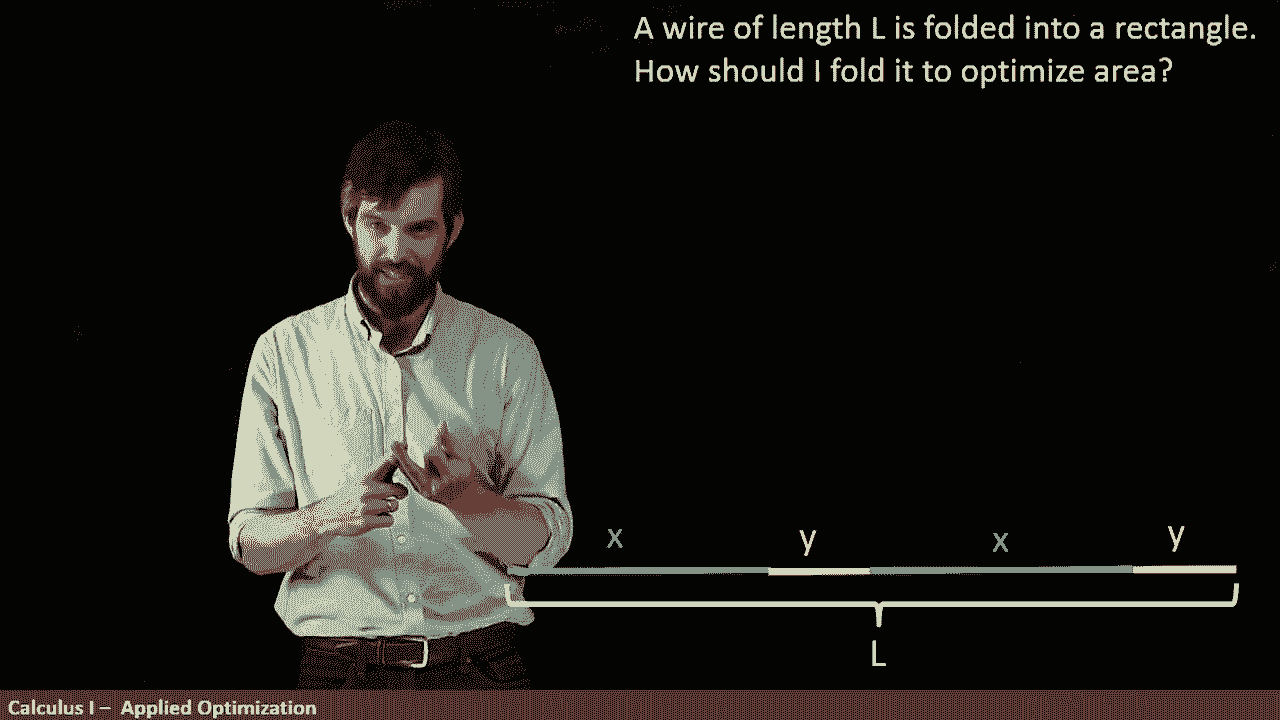 A wire of length L is folded into a rectangle.
How should I fold it to optimize area?
x y x y
L
Calculus I – Applied Optimization